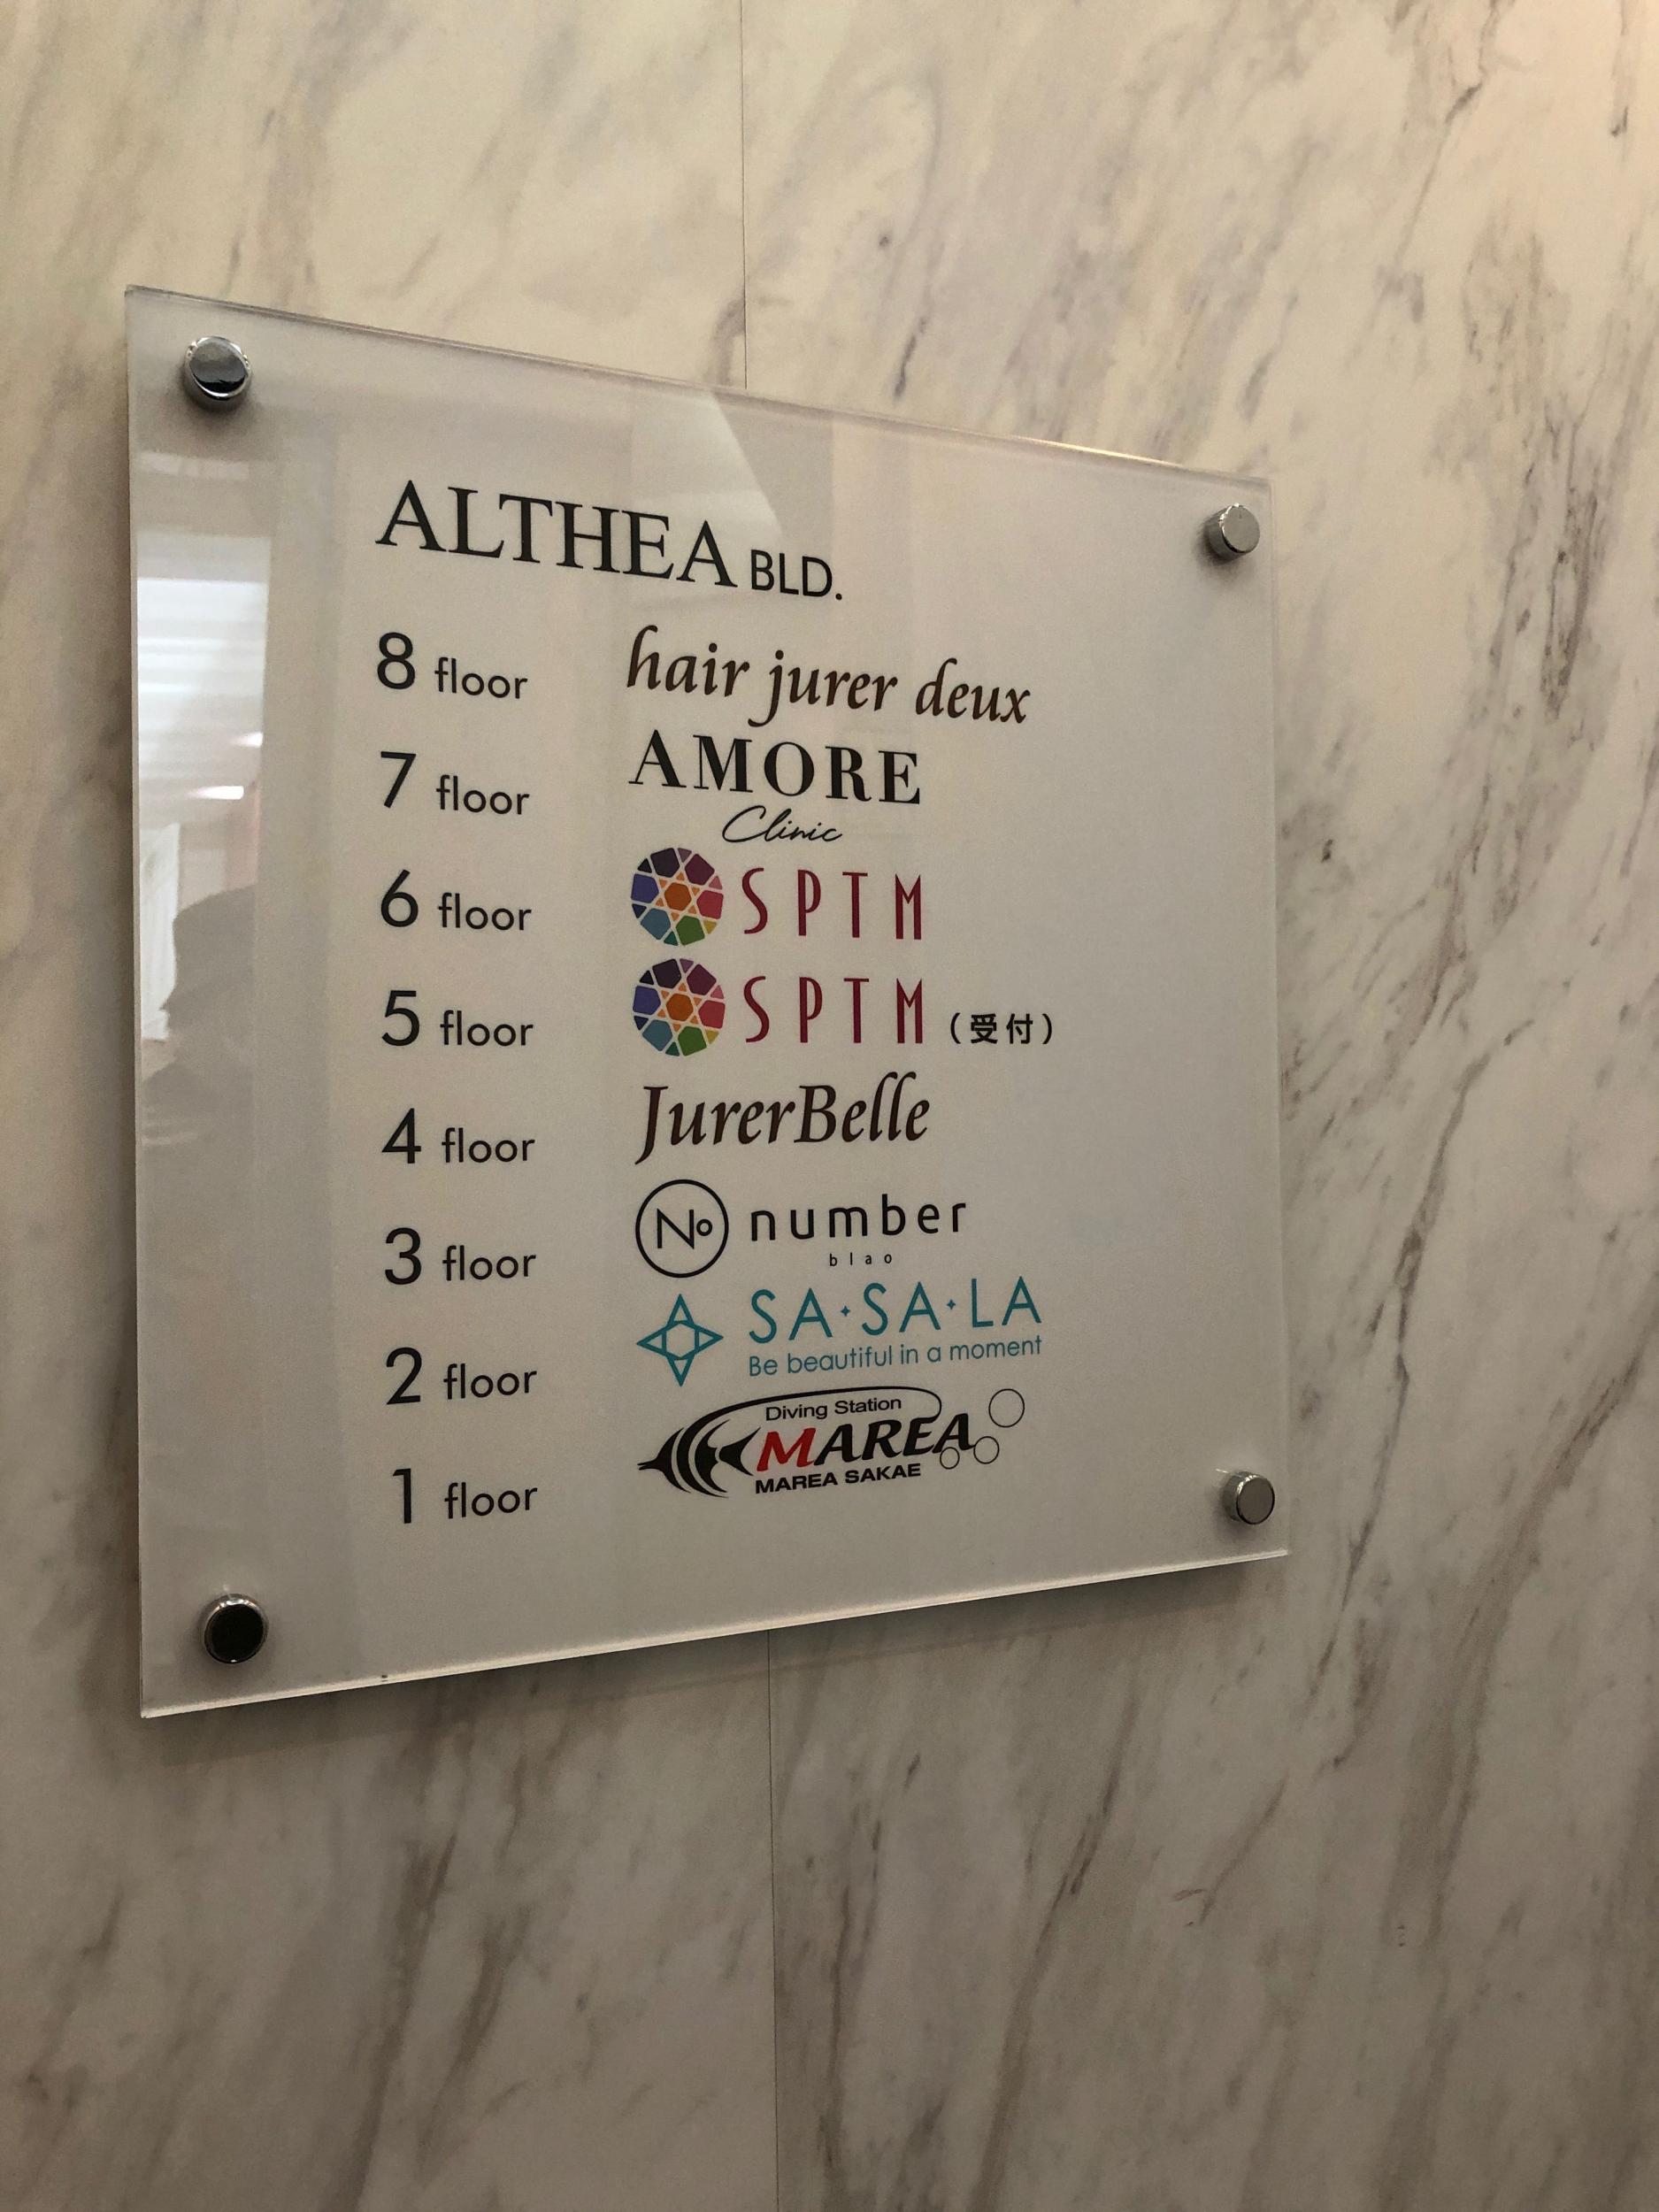 ALTHEA BLD.
8 floor hair jurer deux
7 floor AMORE
Clinic
6 floor SPTM
5 floor SPTM (受付)
4 floor JurerBelle
3 floor No number
blao
2 floor SA·SA·LA
Be beautiful in a moment
1 floor Diving Station
MAREA
MAREA SAKAE